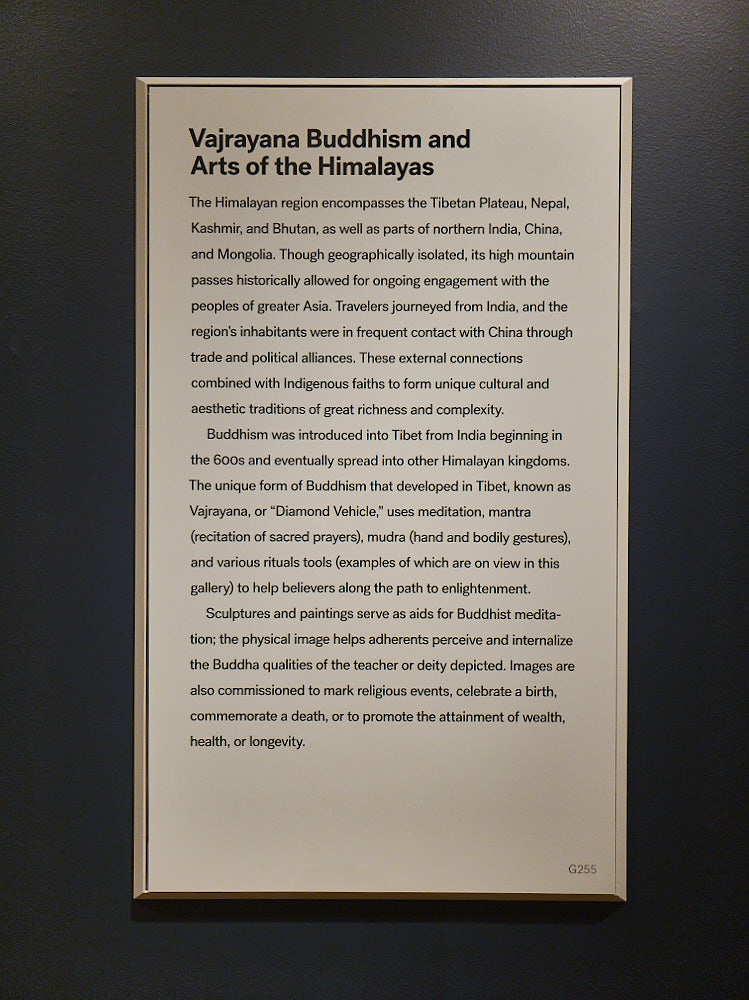 Vajrayana Buddhism and
Arts of the Himalayas
The Himalayan region encompasses the Tibetan Plateau, Nepal,
Kashmir, and Bhutan, as well as parts of northern India, China,
and Mongolia. Though geographically isolated, its high mountain
passes historically allowed for ongoing engagement with the
peoples of greater Asia. Travelers journeyed from India, and the
region's inhabitants were in frequent contact with China through
trade and political alliances. These external connections
combined with Indigenous faiths to form unique cultural and
aesthetic traditions of great richness and complexity.
Buddhism was introduced into Tibet from India beginning in
the 600s and eventually spread into other Himalayan kingdoms.
The unique form of Buddhism that developed in Tibet, known as
Vajrayana, or “Diamond Vehicle,” uses meditation, mantra
(recitation of sacred prayers), mudra (hand and bodily gestures),
and various rituals tools (examples of which are on view in this
gallery) to help believers along the path to enlightenment.
Sculptures and paintings serve as aids for Buddhist medita-
tion; the physical image helps adherents perceive and internalize
the Buddha qualities of the teacher or deity depicted. Images are
also commissioned to mark religious events, celebrate a birth,
commemorate a death, or to promote the attainment of wealth,
health, or longevity.
G255